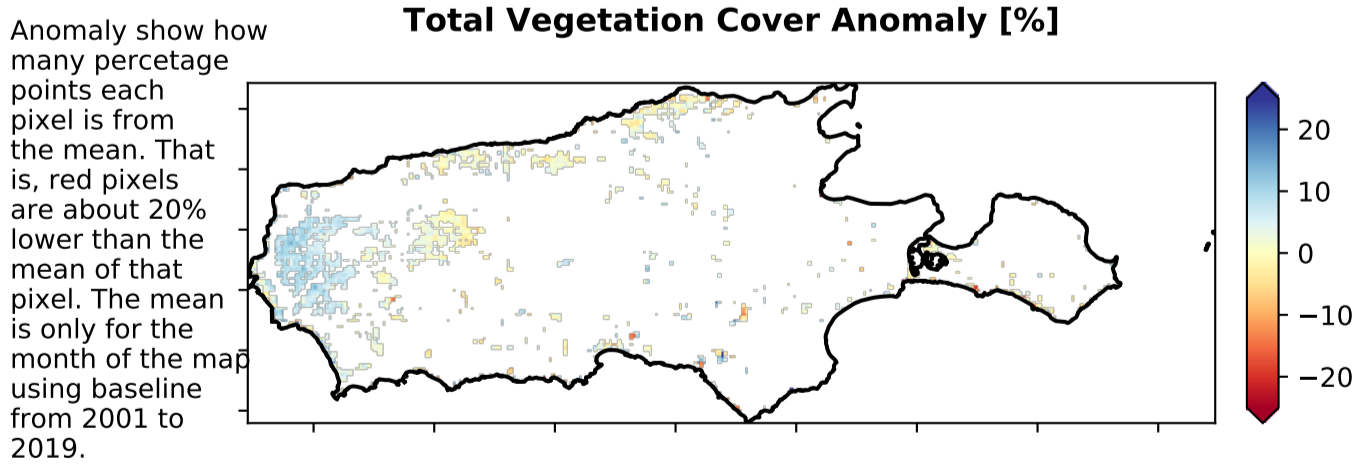 Total Vegetation Cover Anomaly [%]
Anomaly show how
many percetage
points each
pixel is from
the mean. That
is, red pixels
are about 20%
lower than the
mean of that
pixel. The mean
is only for the
month of the map
using baseline
from 2001 to
2019.
20
10
0
−10
−20